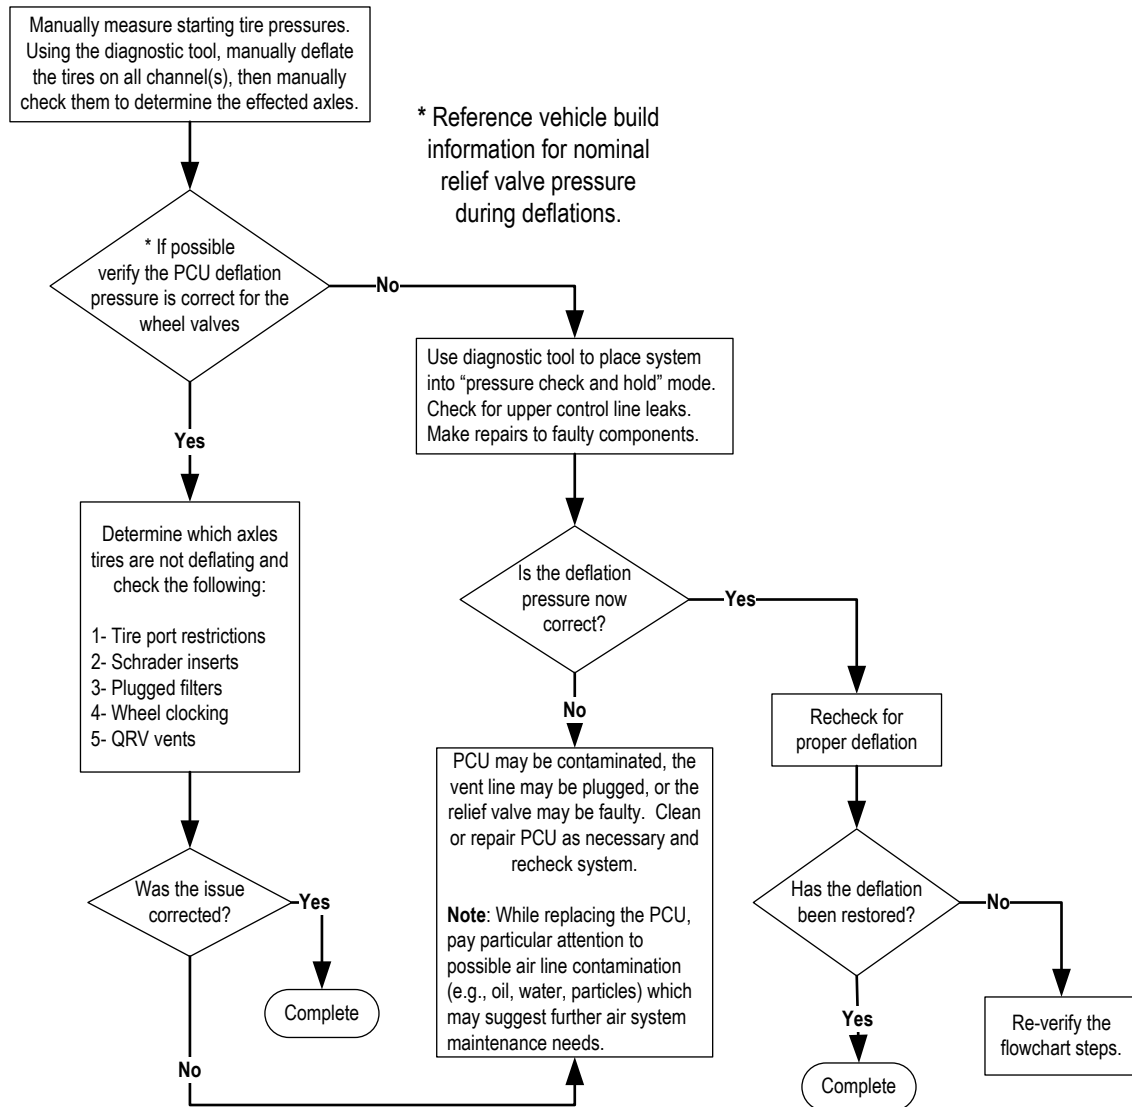 Manually measure starting tire pressures.
Using the diagnostic tool, manually deflate
the tires on all channel(s), then manually
check them to determine the effected axles.
* Reference vehicle build
information for nominal
relief valve pressure
during deflations.
* If possible
verify the PCU deflation
pressure is correct for the
wheel valves
No
Yes
Use diagnostic tool to place system
into “pressure check and hold” mode.
Check for upper control line leaks.
Make repairs to faulty components.
Determine which axles
tires are not deflating and
check the following:
1- Tire port restrictions
2- Schrader inserts
3- Plugged filters
4- Wheel clocking
5- QRV vents
Is the deflation
pressure now
correct?
Yes
No
Recheck for
proper deflation
PCU may be contaminated, the
vent line may be plugged, or the
relief valve may be faulty.  Clean
or repair PCU as necessary and
recheck system.
Note: While replacing the PCU,
pay particular attention to
possible air line contamination
(e.g., oil, water, particles) which
may suggest further air system
maintenance needs.
Was the issue
corrected?
Yes
Complete
No
Has the deflation
been restored?
No
Yes
Re-verify the
flowchart steps.
Complete